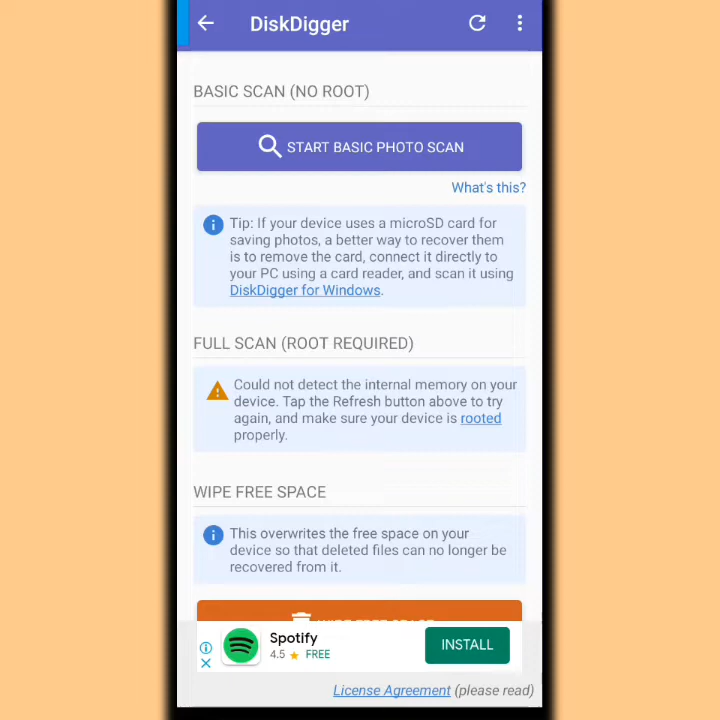 DiskDigger
BASIC SCAN (NO ROOT)
START BASIC PHOTO SCAN
What's this?
Tip: If your device uses a microSD card for
saving photos, a better way to recover them
is to remove the card, connect it directly to
your PC using a card reader, and scan it using
DiskDigger for Windows.
FULL SCAN (ROOT REQUIRED)
Could not detect the internal memory on your
device. Tap the Refresh button above to try
again, and make sure your device is rooted
properly.
WIPE FREE SPACE
This overwrites the free space on your
device so that deleted files can no longer be
recovered from it.
WIPE FREE SPACE
Spotify
4.5 ★ FREE
INSTALL
License Agreement (please read)